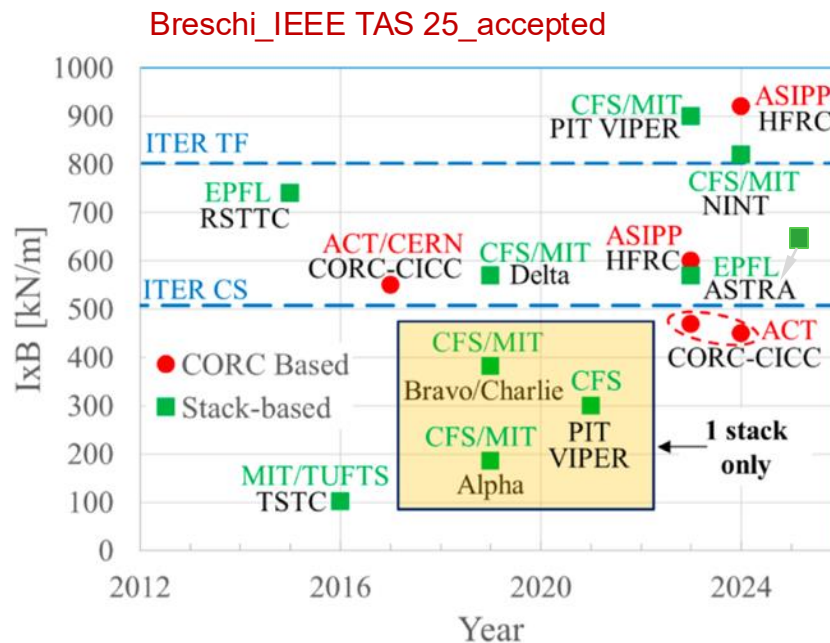 Breschi_IEEE TAS 25_accepted
1000
900
800
700
600
500
400
300
200
100
0
IxB [kN/m]
ITER TF
ITER CS
CFS/MIT
PIT VIPER
ASIPP
HFRC
CFS/MIT
NINT
EPFL
RSTTC
ACT/CERN
CORC-CICC
CFS/MIT
Delta
ASIPP
HFRC
EPFL
ASTRA
ACT
CORC-CICC
CORC Based
Stack-based
CFS/MIT
Bravo/Charlie
CFS
PIT
VIPER
CFS/MIT
Alpha
1 stack
only
MIT/TUFTS
TSTC
2012
2016
2020
2024
Year